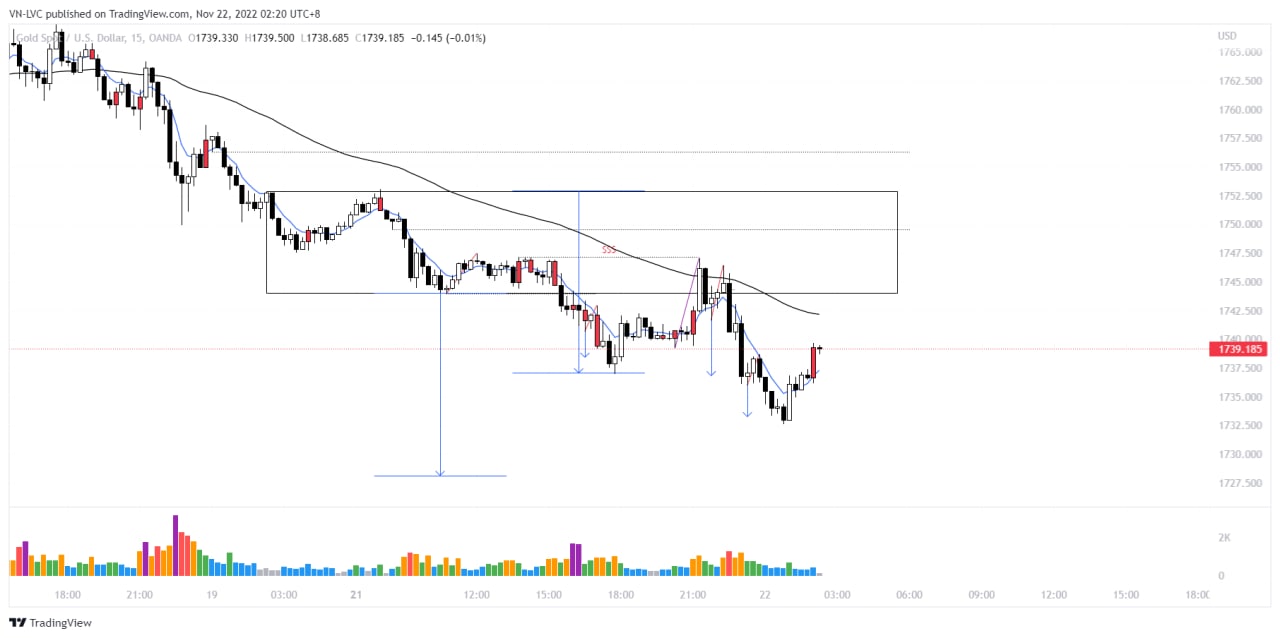 VN-LVC published on TradingView.com, Nov 22, 2022 02:20 UTC+8
Gold Spot / U.S. Dollar, 15, OANDA O1739.330 H1739.500 L1738.685 C1739.185 −0.145 (−0.01%)
USD
1765.000
1762.500
1760.000
1757.500
1755.000
1752.500
1750.000
SSS
1747.500
1745.000
1742.500
1740.000
1739.185
1737.500
1735.000
1732.500
1730.000
1727.500
2K
0
18:00 21:00 19 03:00 21 12:00 15:00 18:00 21:00 22 03:00 06:00 09:00 12:00 15:00 18:00
TradingView